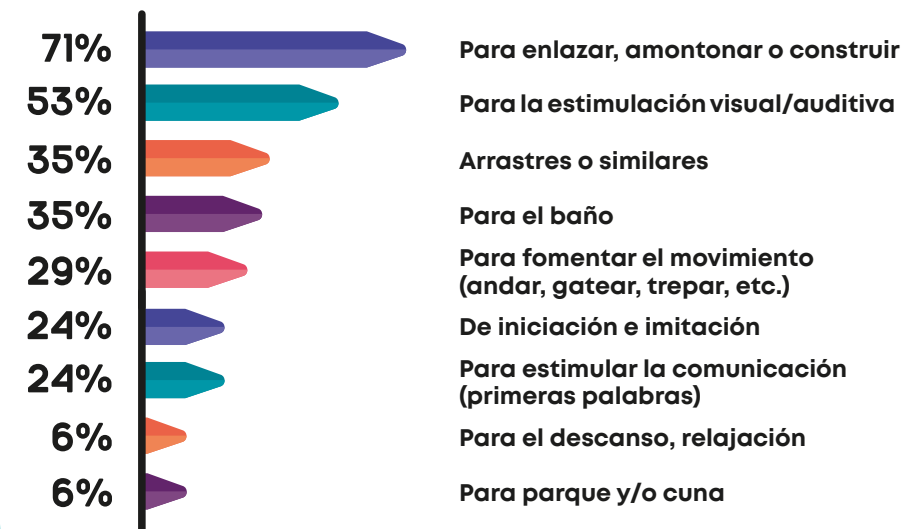 71% Para enlazar, amontonar o construir
53% Para la estimulación visual/auditiva
35% Arrastres o similares
35% Para el baño
29% Para fomentar el movimiento
(andar, gatear, trepar, etc.)
24% De iniciación e imitación
24% Para estimular la comunicación
(primeras palabras)
6% Para el descanso, relajación
6% Para parque y/o cuna